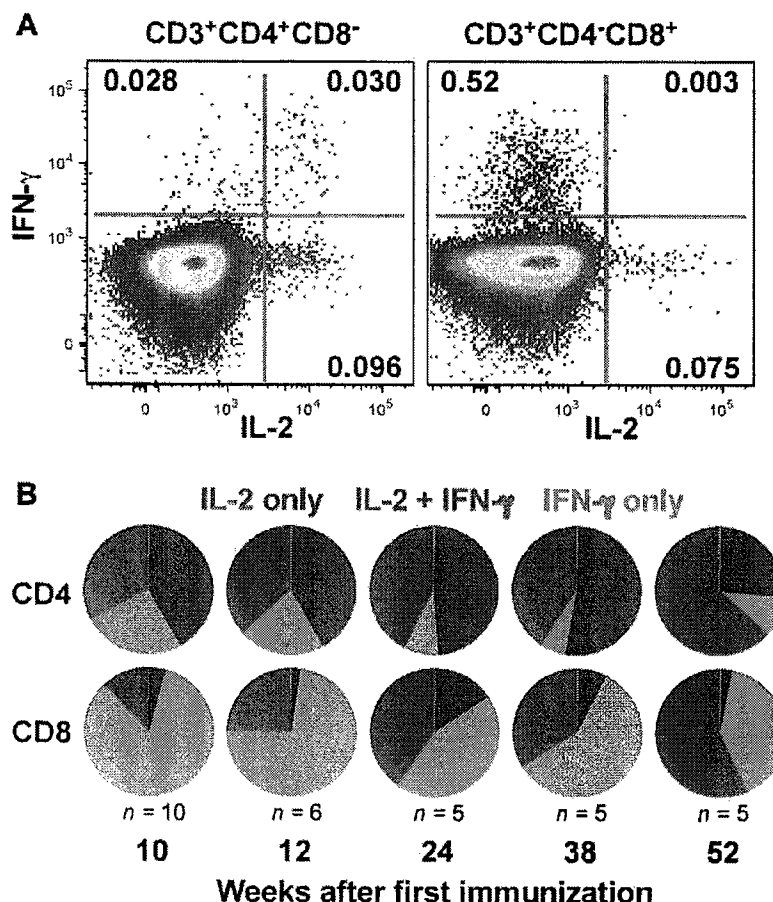 A
CD3+CD4+CD8-
CD3+CD4-CD8+
0.028
0.030
0.52
0.003
10⁵
10⁴
10³
0
IFN-γ
0.096
0.075
0
10³
10⁴
10⁵
0
10³
10⁴
10⁵
IL-2
IL-2
B
IL-2 only IL-2 + IFN-γ IFN-γ only
CD4
CD8
n = 10
n = 6
n = 5
n = 5
n = 5
10
12
24
38
52
Weeks after first immunization